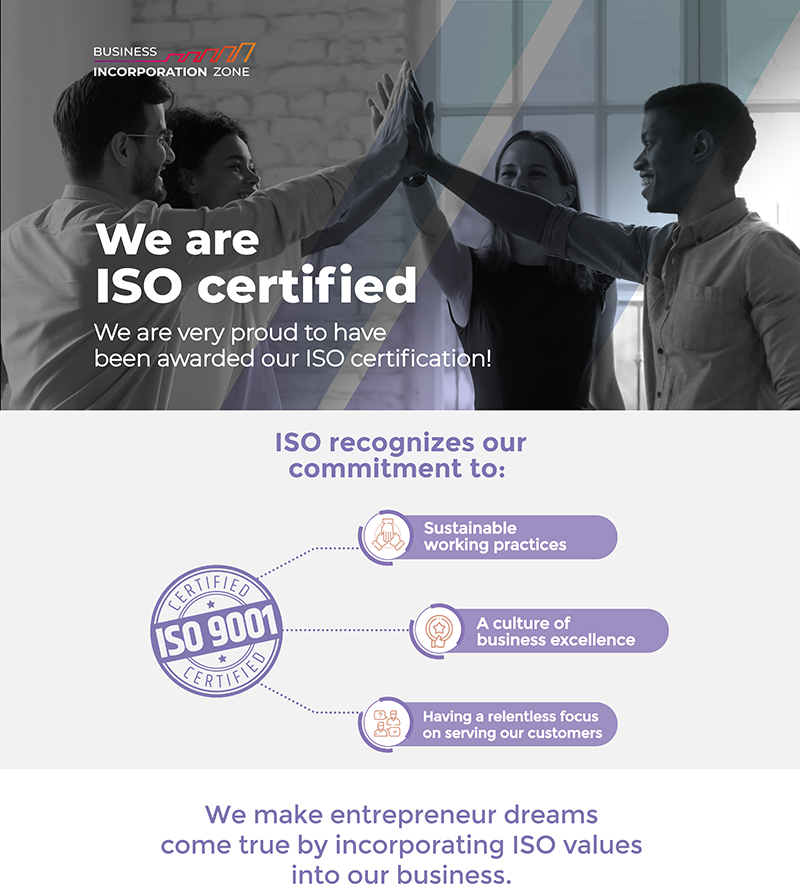 BUSINESS
INCORPORATION ZONE
We are
ISO certified
We are very proud to have
been awarded our ISO certification!
ISO recognizes our
commitment to:
Sustainable
working practices
CERTIFIED
ISO 9001
CERTIFIED
A culture of
business excellence
Having a relentless focus
on serving our customers
We make entrepreneur dreams
come true by incorporating ISO values
into our business.